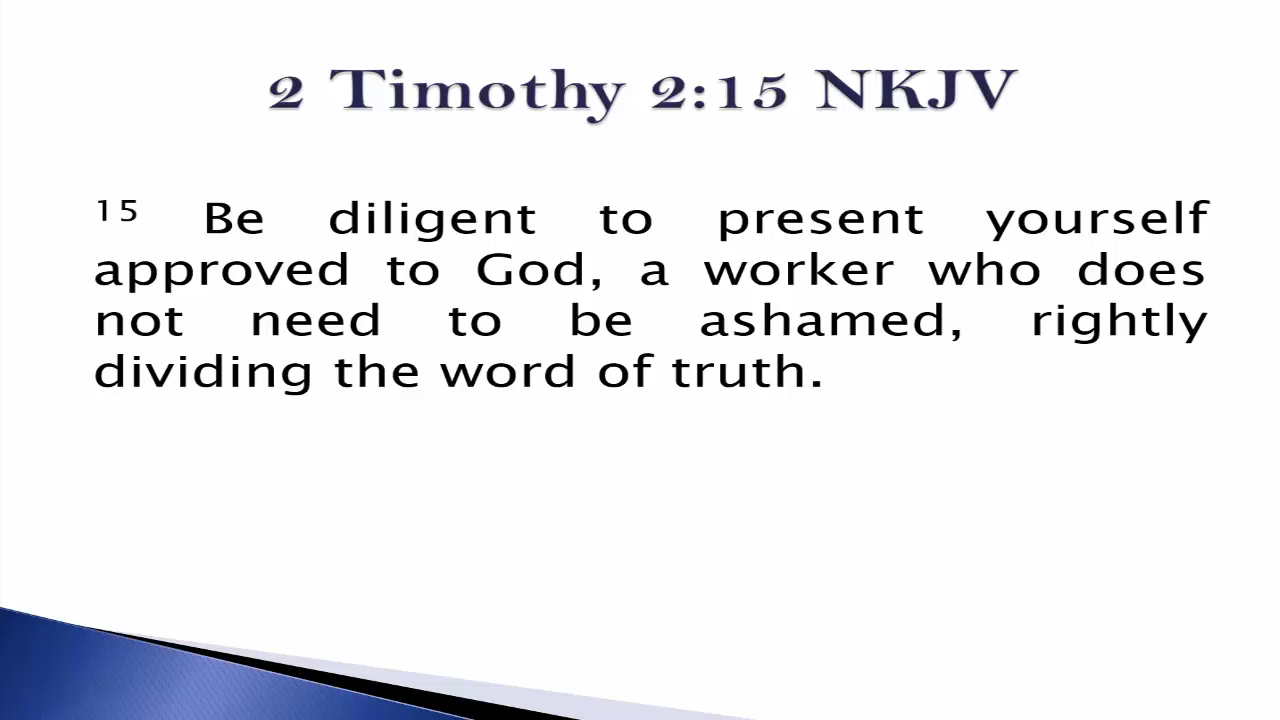 2 Timothy 2:15 NKJV
15 Be diligent to present yourself
approved to God, a worker who does
not need to be ashamed, rightly
dividing the word of truth.